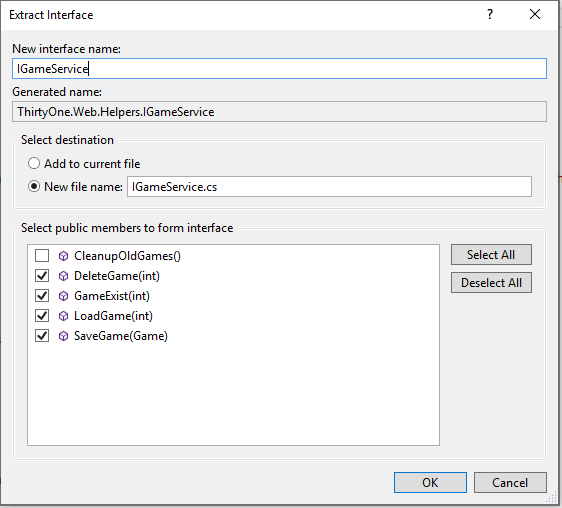 Extract Interface
?
New interface name:
IGameService
Generated name:
ThirtyOne.Web.Helpers.IGameService
Select destination
Add to current file
New file name: IGameService.cs
Select public members to form interface
CleanupOldGames()
DeleteGame(int)
GameExist(int)
LoadGame(int)
SaveGame(Game)
Select All
Deselect All
OK Cancel